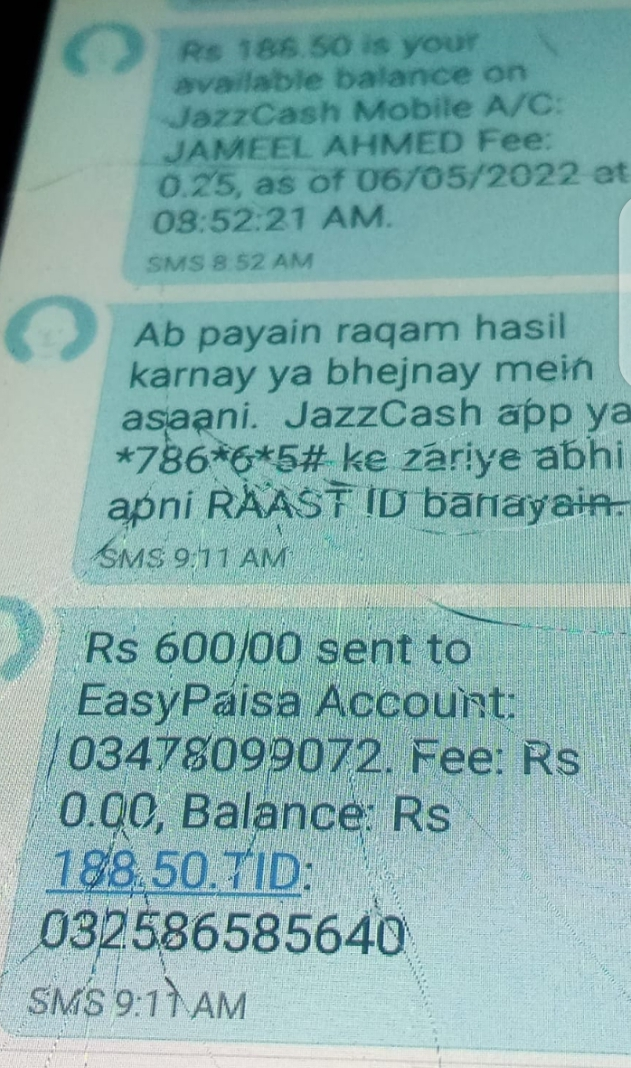 Rs 188.50 is your
available balance on
JazzCash Mobile A/C:
JAMEEL AHMED Fee:
0.25, as of 06/05/2022 at
08:52:21 AM.
SMS 8:52 AM
Ab payain raqam hasil
karnay ya bhejnay mein
asaani. JazzCash app ya
*786*6*5# ke zariye abhi
apni RAAST ID banayain.
SMS 9:11 AM
Rs 600/00 sent to
EasyPaisa Account:
03478099072. Fee: Rs
0.00, Balance: Rs
188.50.TID:
032586585640
SMS 9:11 AM